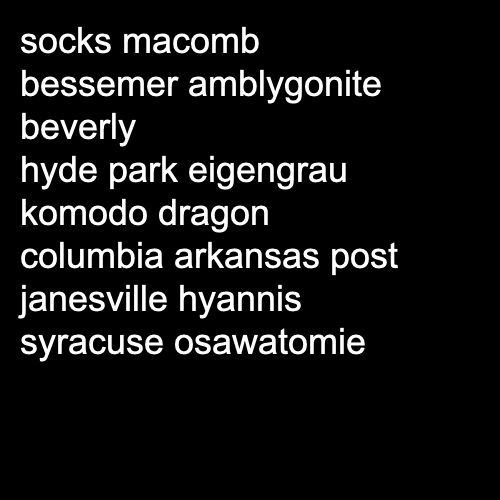 socks macomb
bessemer amblygonite
beverly
hyde park eigengrau
komodo dragon
columbia arkansas post
janesville hyannis
syracuse osawatomie